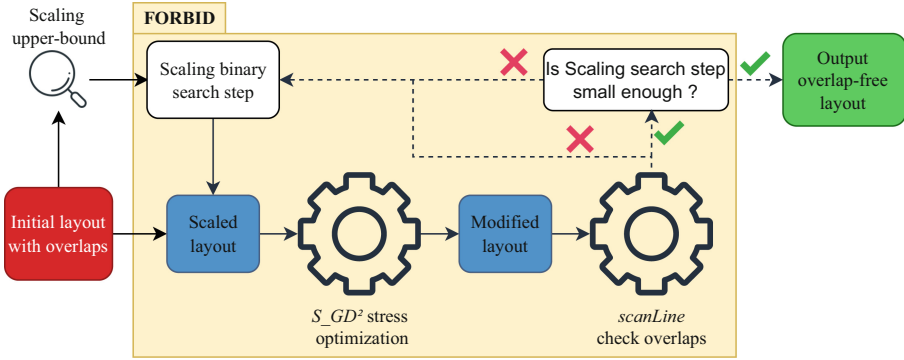 Scaling
upper-bound
FORBID
Scaling binary
search step
Is Scaling search step
small enough ?
Output
overlap-free
layout
Initial layout
with overlaps
Scaled
layout
Modified
layout
S_GD² stress
optimization
scanLine
check overlaps